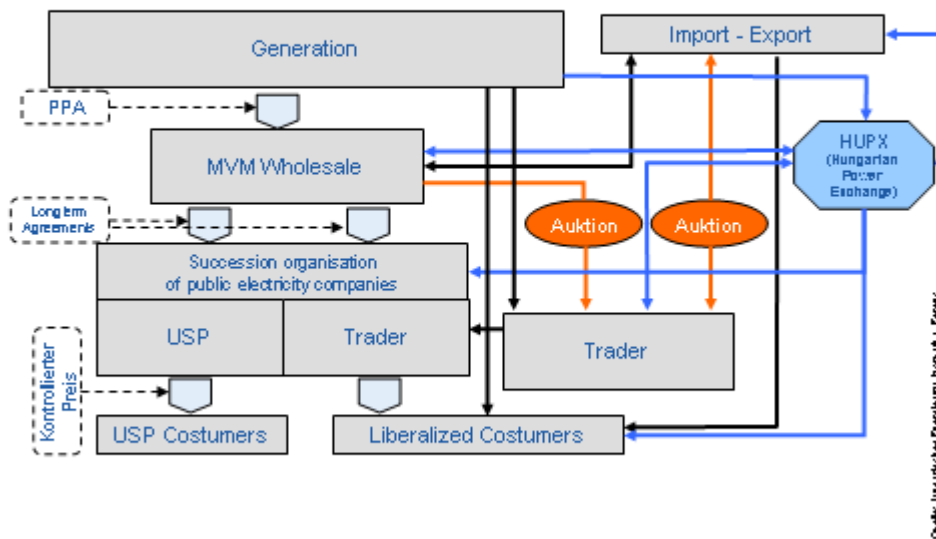 Generation
Import - Export
PPA
HUPX
(Hungarian
Power
Exchange)
MVM Wholesale
Longterm
Agreements
Auktion
Auktion
Succession organisation
of public electricity companies
USP
Trader
Trader
Kontrollierter
Preis
USP Costumers
Liberalized Costumers